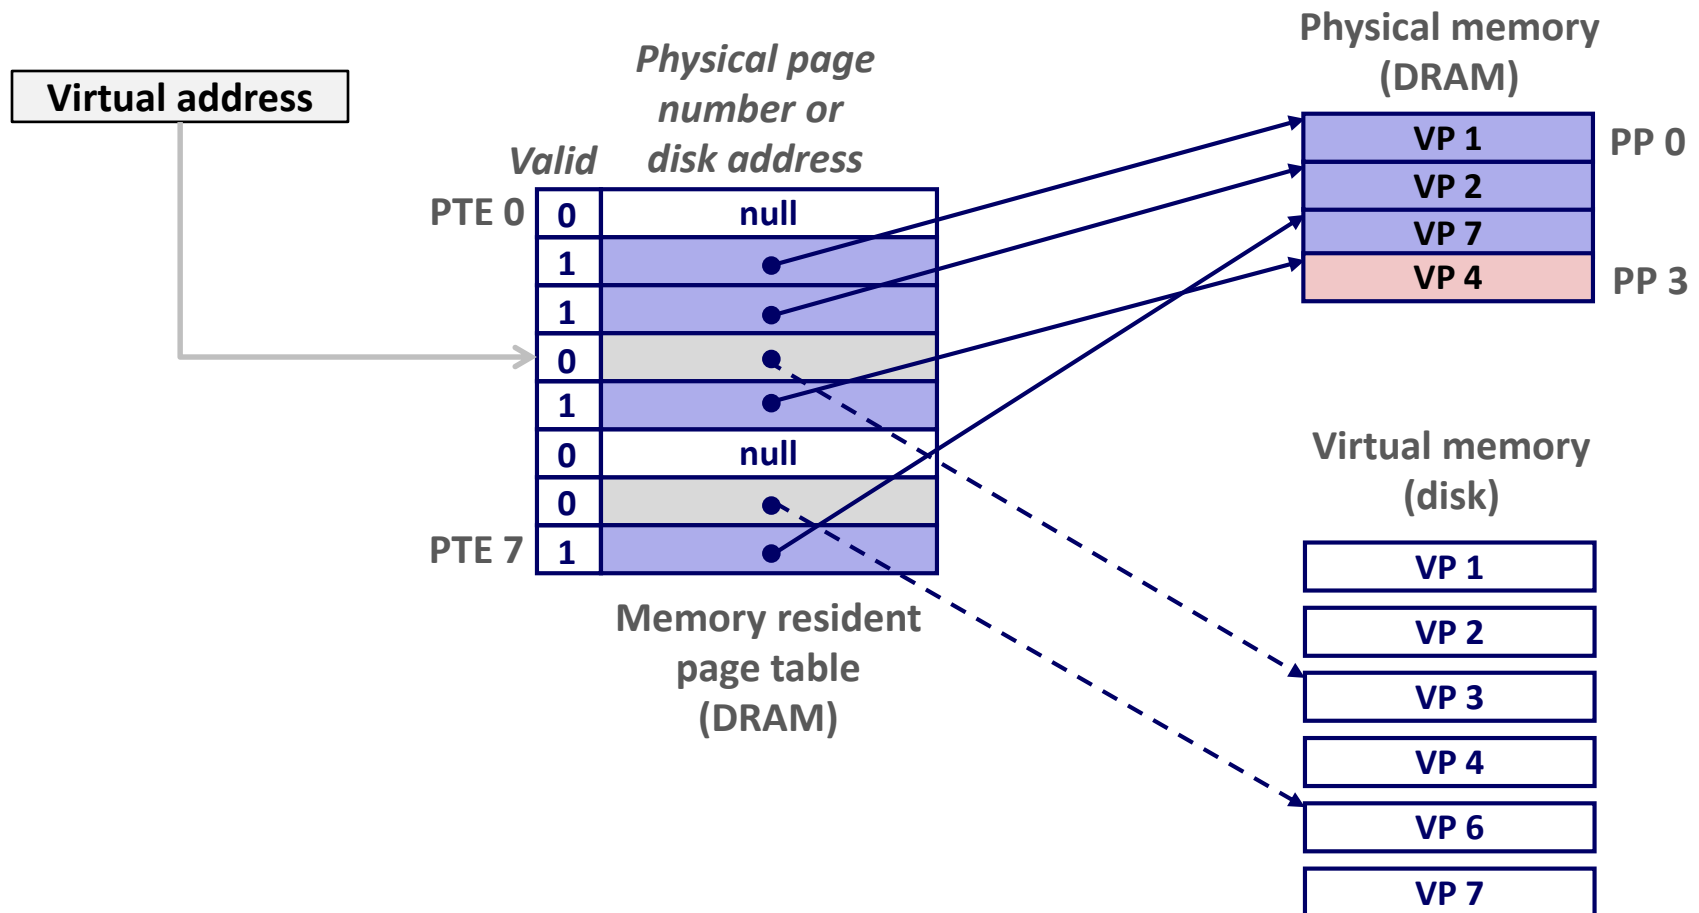 Virtual address
Physical page
number or
disk address
Valid
PTE 0
0
null
1
1
0
1
0
null
0
PTE 7
1
Memory resident
page table
(DRAM)
Physical memory
(DRAM)
VP 1
PP 0
VP 2
VP 7
VP 4
PP 3
Virtual memory
(disk)
VP 1
VP 2
VP 3
VP 4
VP 6
VP 7